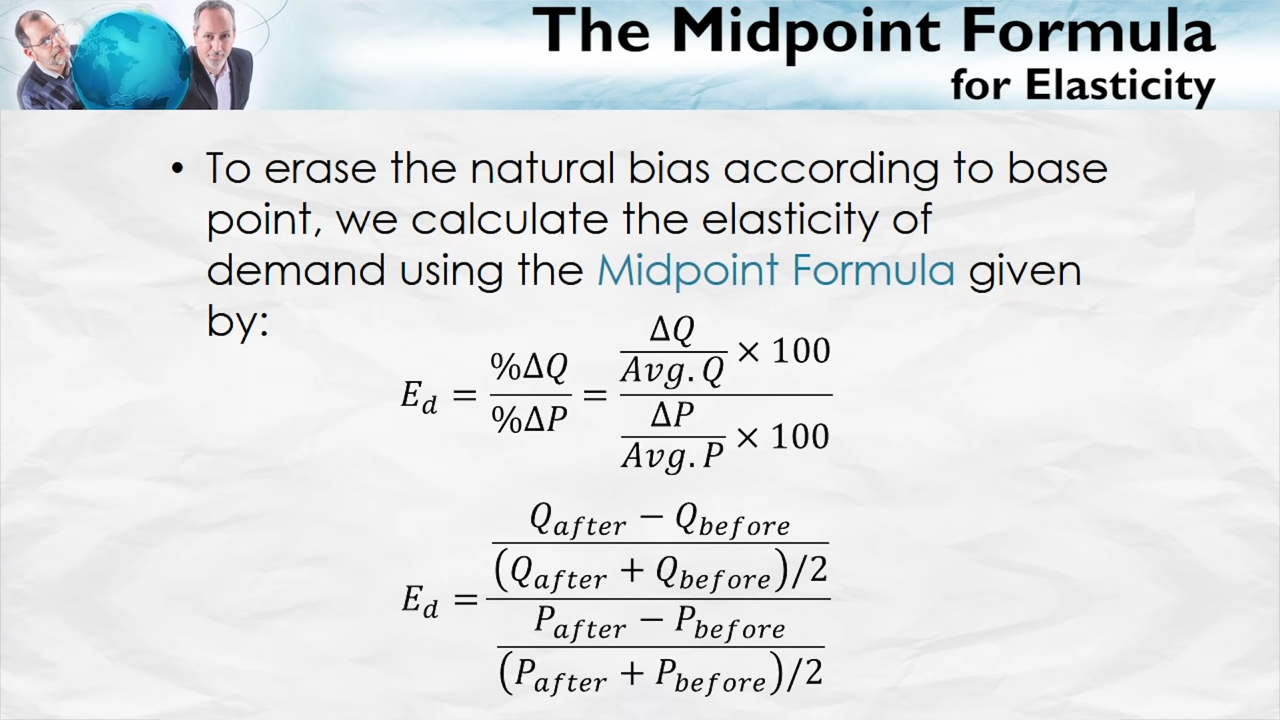 The Midpoint Formula
for Elasticity
• To erase the natural bias according to base
point, we calculate the elasticity of
demand using the Midpoint Formula given
by:
E_d = %ΔQ / %ΔP = (ΔQ / Avg. Q × 100) / (ΔP / Avg. P × 100)
E_d = ((Q_after − Q_before) / ((Q_after + Q_before)/2)) / ((P_after − P_before) / ((P_after + P_before)/2))